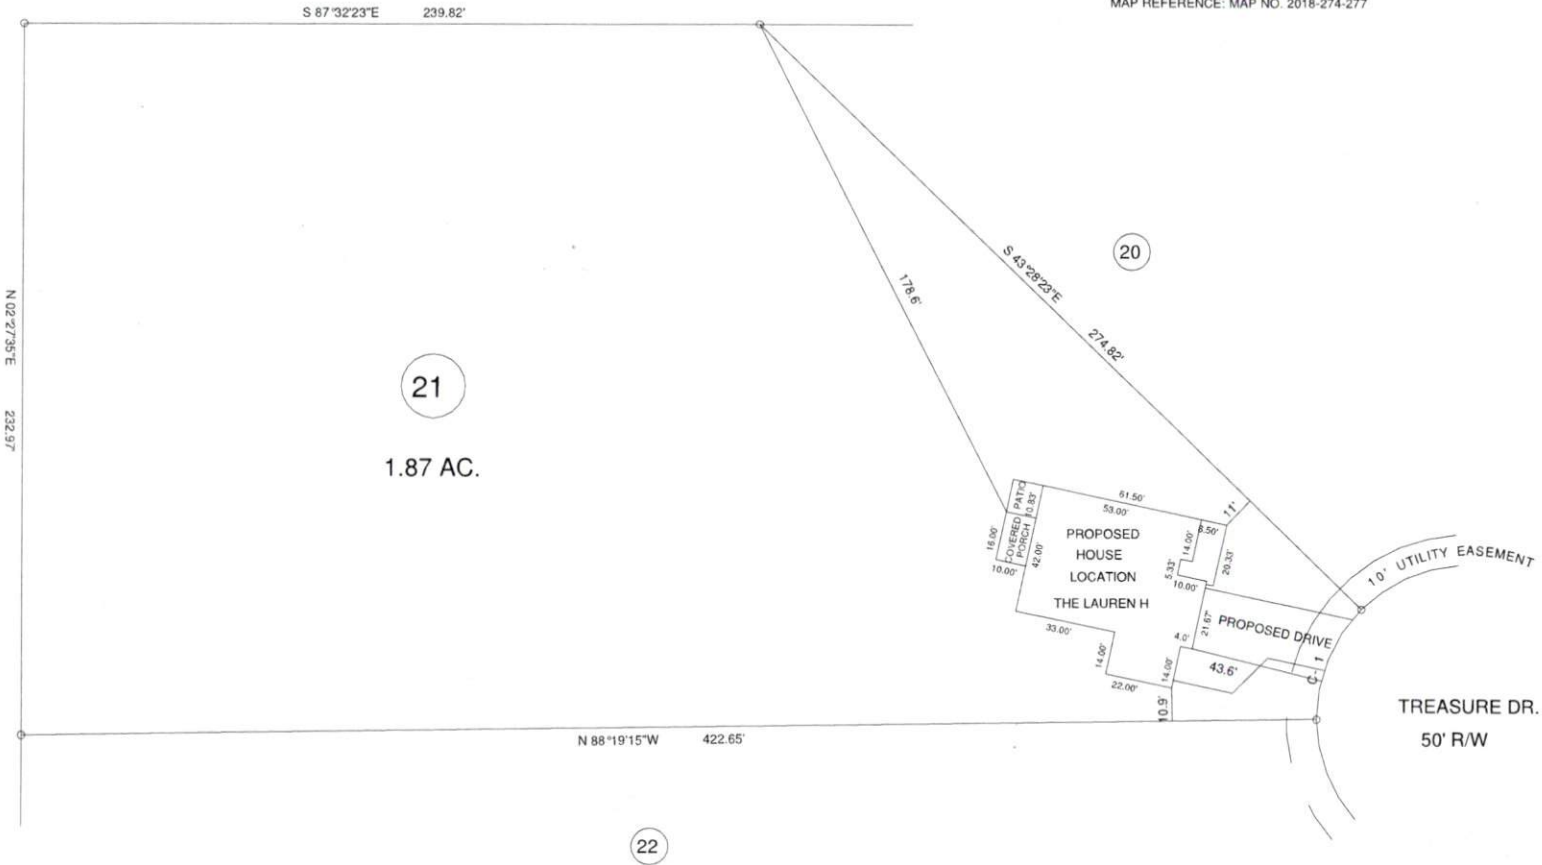 MAP REFERENCE: MAP NO. 2018-274-277
S 87°32'23"E 239.82'
N 02°27'35"E 232.97'
21
1.87 AC.
178.6'
S 43°28'23"E 274.82'
20
PATIO
10.83'
61.50'
53.00'
11'
8.50'
16.00'
COVERED
PORCH
42.00'
10.00'
PROPOSED
HOUSE
LOCATION
THE LAUREN H
14.00'
5.33'
10.00'
20.33'
33.00'
14.00'
22.00'
4.0'
21.67'
14.00'
PROPOSED DRIVE
43.6'
10.9'
C- 1
10' UTILITY EASEMENT
TREASURE DR.
50' R/W
N 88°19'15"W 422.65'
22